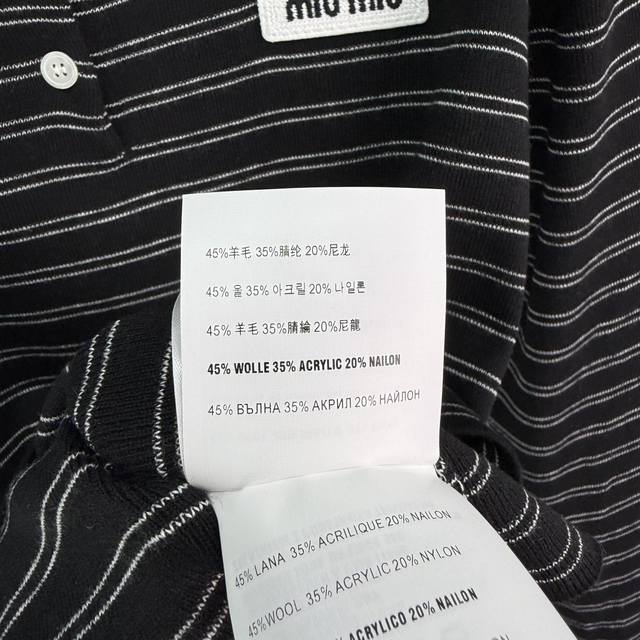 miu miu
45%羊毛 35%腈纶 20%尼龙
45% 울 35% 아크릴 20% 나일론
45% 羊毛 35%腈綸 20%尼龍
45% WOLLE 35% ACRYLIC 20% NAILON
45% ВЪЛНА 35% АКРИЛ 20% НАЙЛОН
45% LANA 35% ACRILIQUE 20% NAILON
45%WOOL 35% ACRYLIC 20% NYLON
ACRYLICO 20% NAILON